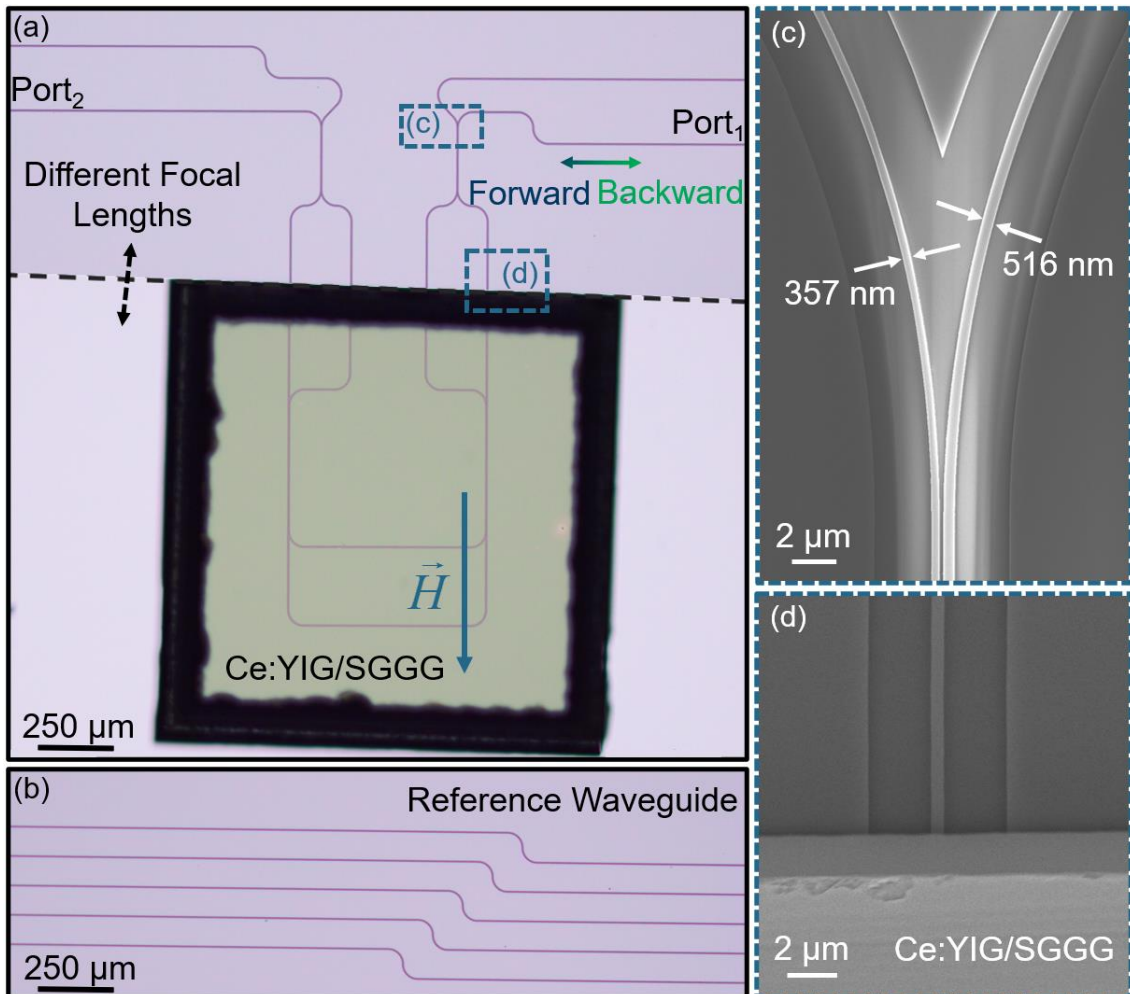 (a)
Port₂
(c)
Port₁
Different Focal
Lengths
Forward Backward
(d)
H⃗
Ce:YIG/SGGG
250 μm
(b)
Reference Waveguide
250 μm
(c)
357 nm
516 nm
2 μm
(d)
2 μm
Ce:YIG/SGGG